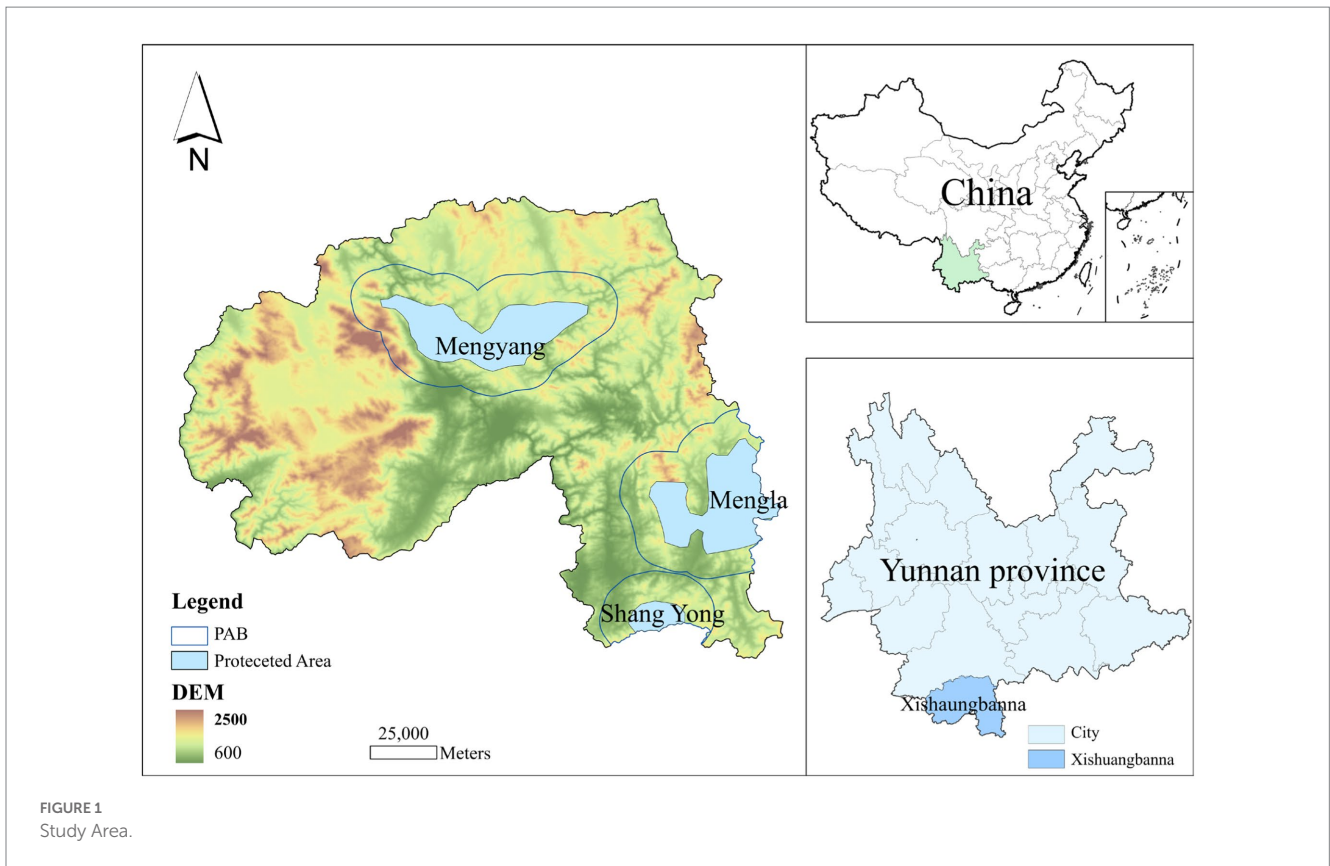 N
Mengyang
Mengla
Shang Yong
Legend
PAB
Proteceted Area
DEM
2500
600
25,000
Meters
China
Yunnan province
Xishaungbanna
City
Xishuangbanna
FIGURE 1
Study Area.